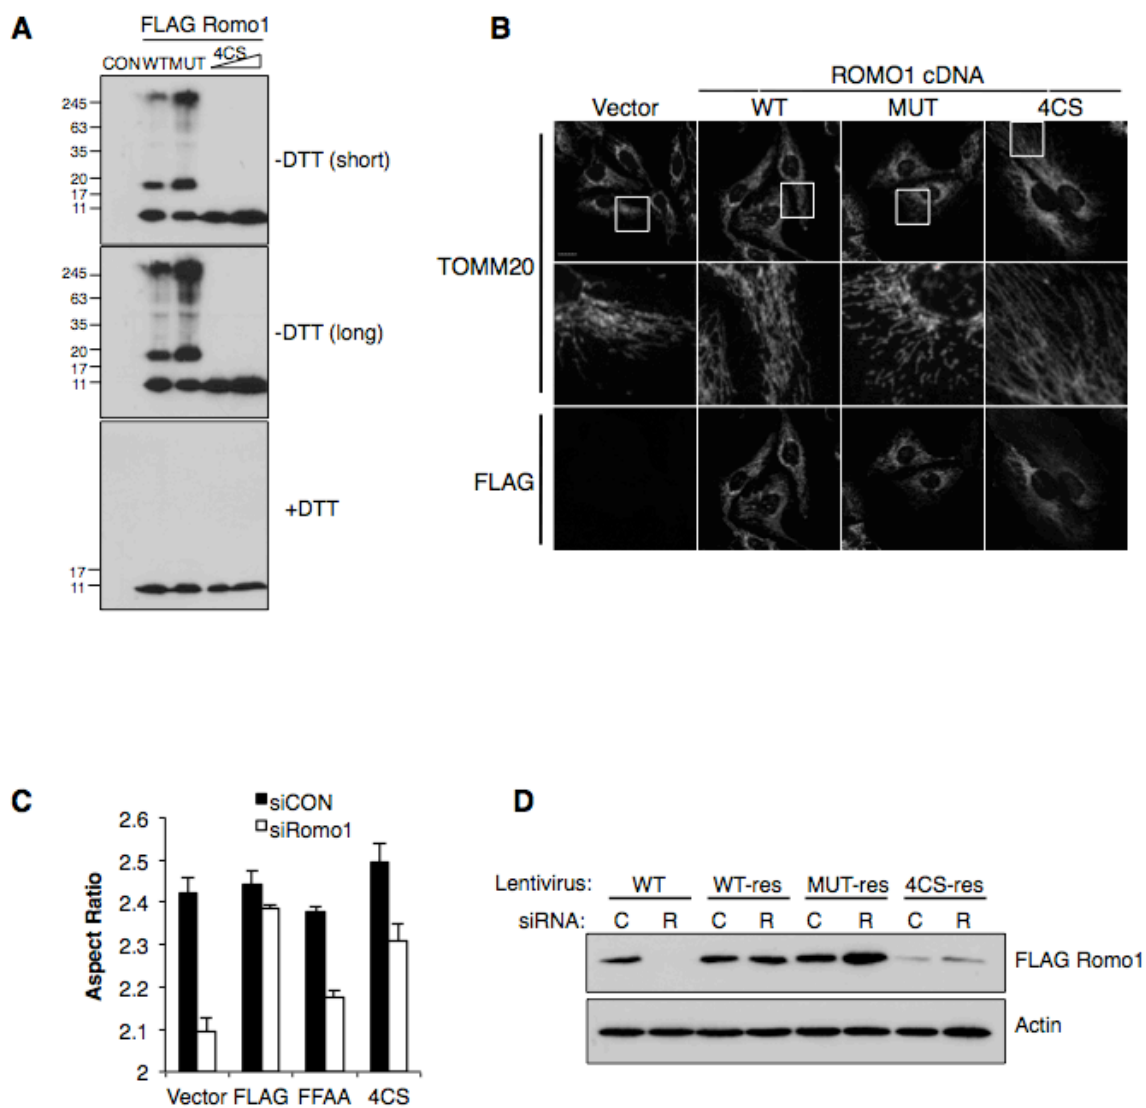 A
FLAG Romo1
4CS
CON WT MUT
245
63
35
20
17
11
-DTT (short)
245
63
35
20
17
11
-DTT (long)
17
11
+DTT
B
ROMO1 cDNA
Vector WT MUT 4CS
TOMM20
FLAG
C
siCON
siRomo1
2.6
2.5
2.4
2.3
2.2
2.1
2
Aspect Ratio
Vector FLAG FFAA 4CS
D
Lentivirus: WT WT-res MUT-res 4CS-res
siRNA: C R C R C R C R
FLAG Romo1
Actin